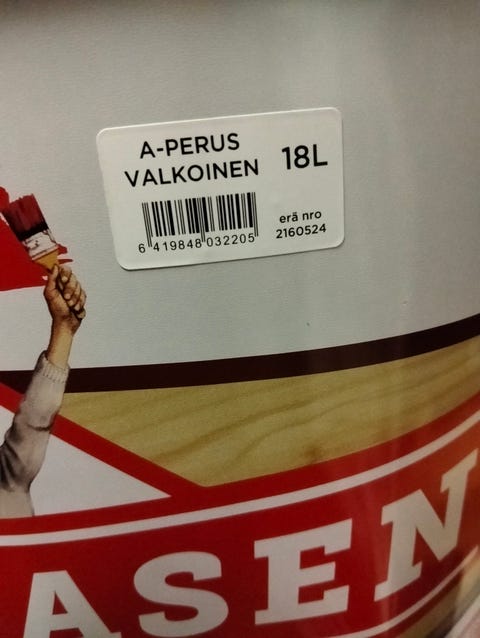 A-PERUS
VALKOINEN
18L
6 419848 032205
erä nro
2160524
ASEN